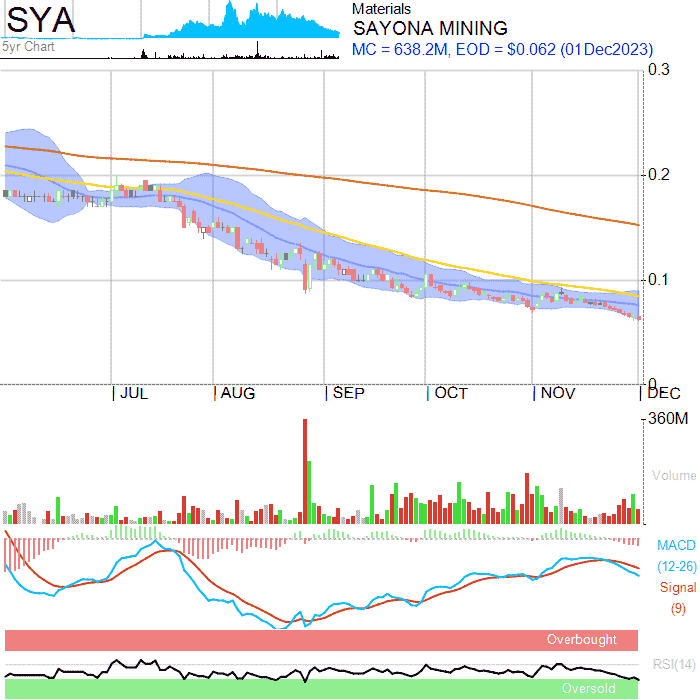 SYA
5yr Chart
Materials
SAYONA MINING
MC = 638.2M, EOD = $0.062 (01Dec2023)
0.3
0.2
0.1
0
JUL AUG SEP OCT NOV DEC
360M
Volume
MACD
(12-26)
Signal
(9)
Overbought
RSI(14)
Oversold